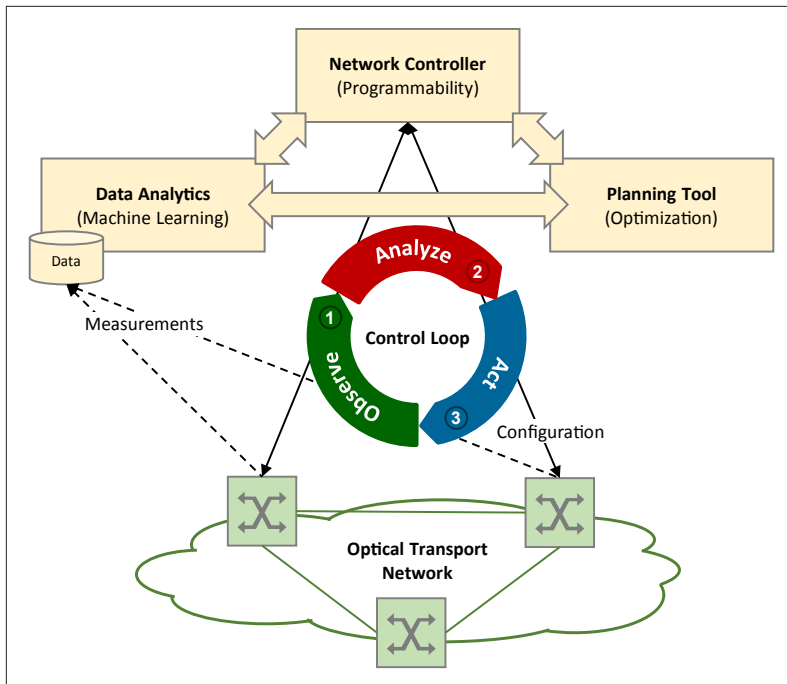 Network Controller
(Programmability)
Data Analytics
(Machine Learning)
Planning Tool
(Optimization)
Data
Analyze
2
Measurements
1
Control Loop
Act
Observe
3
Configuration
Optical Transport
Network